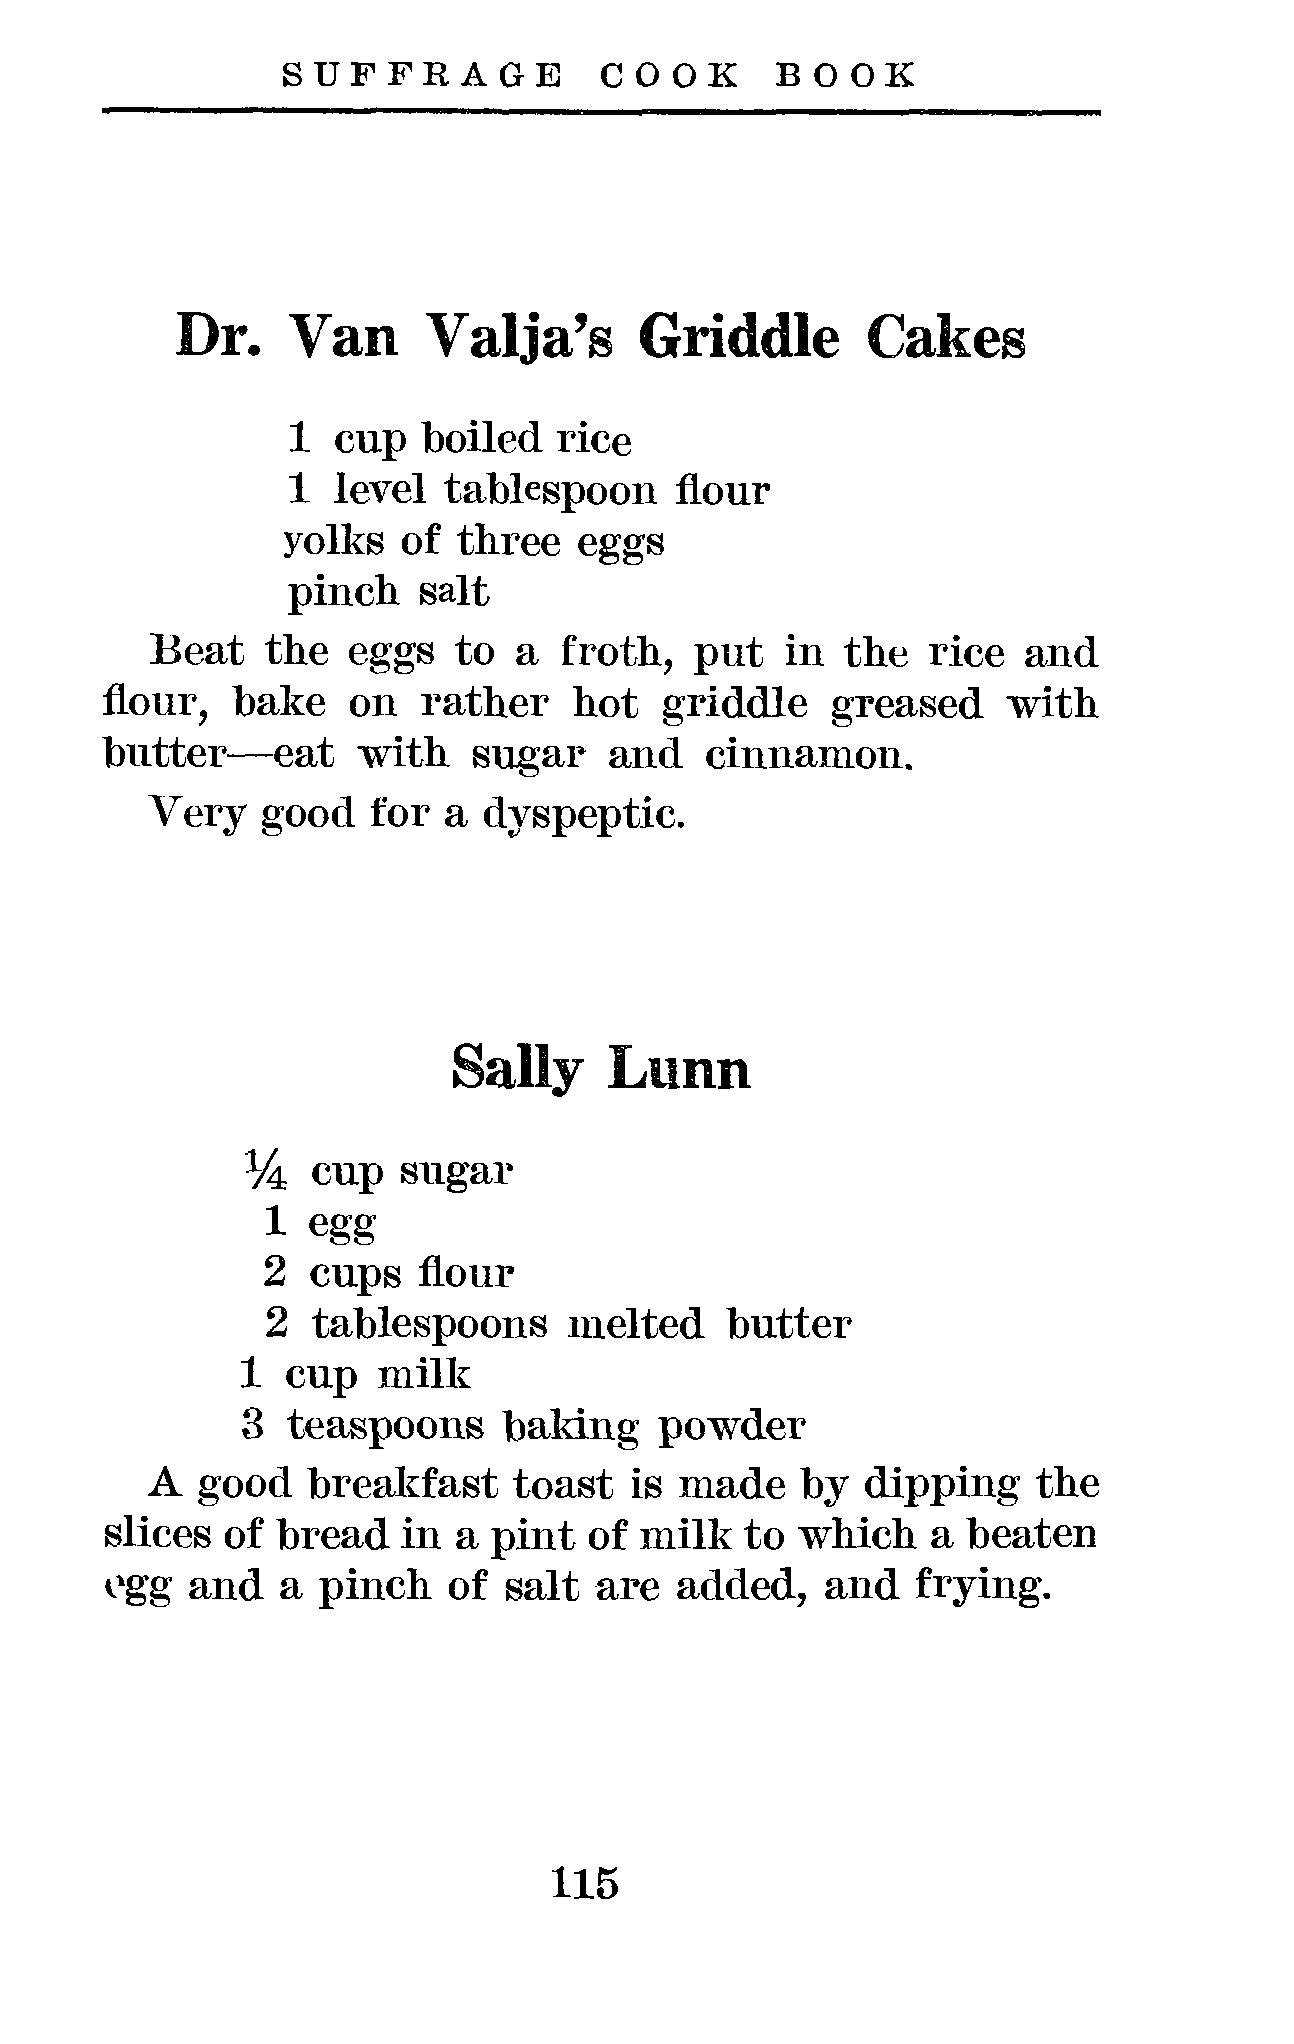 SUFFRAGE COOK BOOK
Dr. Van Valja's Griddle Cakes
1 cup boiled rice
1 level tablespoon flour
yolks of three eggs
pinch salt
Beat the eggs to a froth, put in the rice and
flour, bake on rather hot griddle greased with
butter—eat with sugar and cinnamon.
Very good for a dyspeptic.
Sally Lunn
¼ cup sugar
1 egg
2 cups flour
2 tablespoons melted butter
1 cup milk
3 teaspoons baking powder
A good breakfast toast is made by dipping the
slices of bread in a pint of milk to which a beaten
egg and a pinch of salt are added, and frying.
115